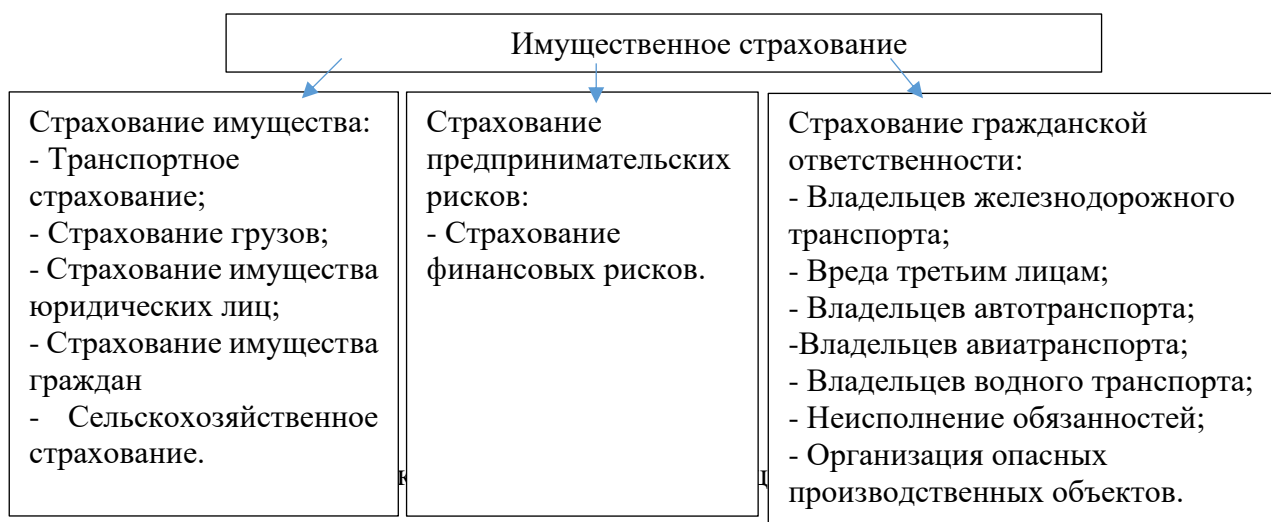 Имущественное страхование
Страхование имущества:
- Транспортное
страхование;
- Страхование грузов;
- Страхование имущества
юридических лиц;
- Страхование имущества
граждан
- Сельскохозяйственное
страхование.
Страхование
предпринимательских
рисков:
- Страхование
финансовых рисков.
Страхование гражданской
ответственности:
- Владельцев железнодорожного
транспорта;
- Вреда третьим лицам;
- Владельцев автотранспорта;
-Владельцев авиатранспорта;
- Владельцев водного транспорта;
- Неисполнение обязанностей;
- Организация опасных
производственных объектов.